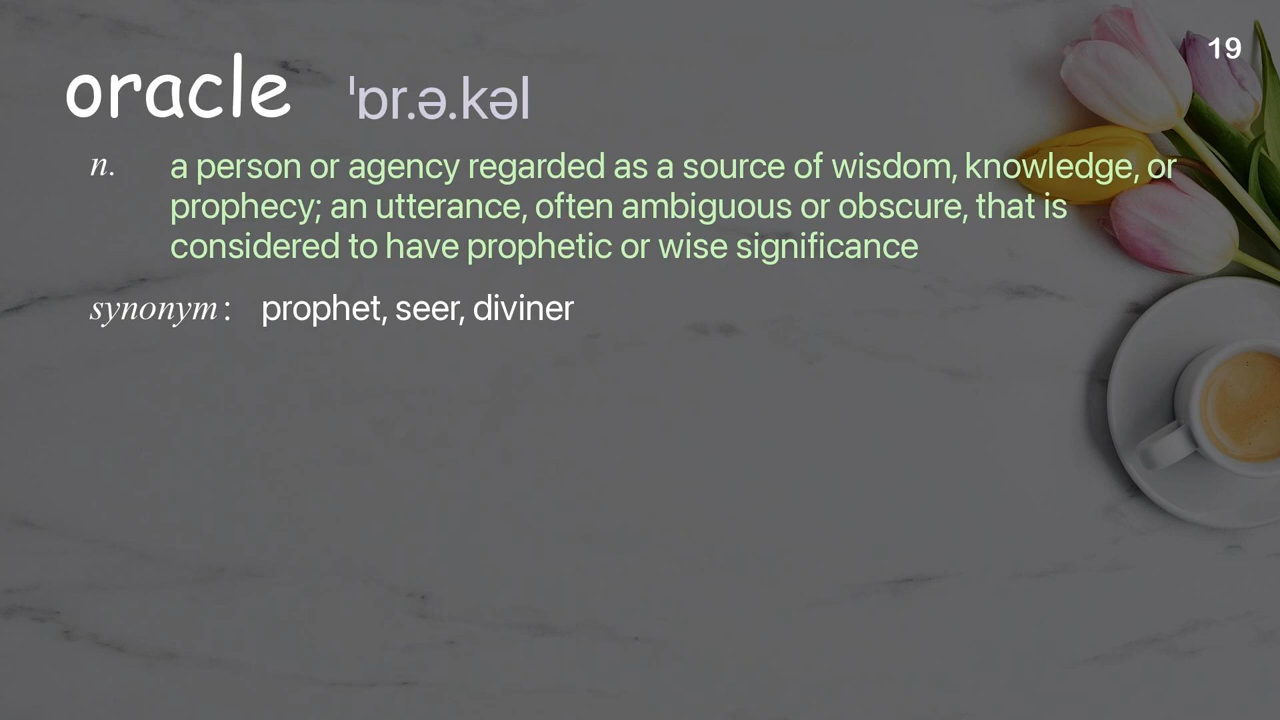 19
oracle ˈɒr.ə.kəl
n. a person or agency regarded as a source of wisdom, knowledge, or
prophecy; an utterance, often ambiguous or obscure, that is
considered to have prophetic or wise significance
synonym: prophet, seer, diviner